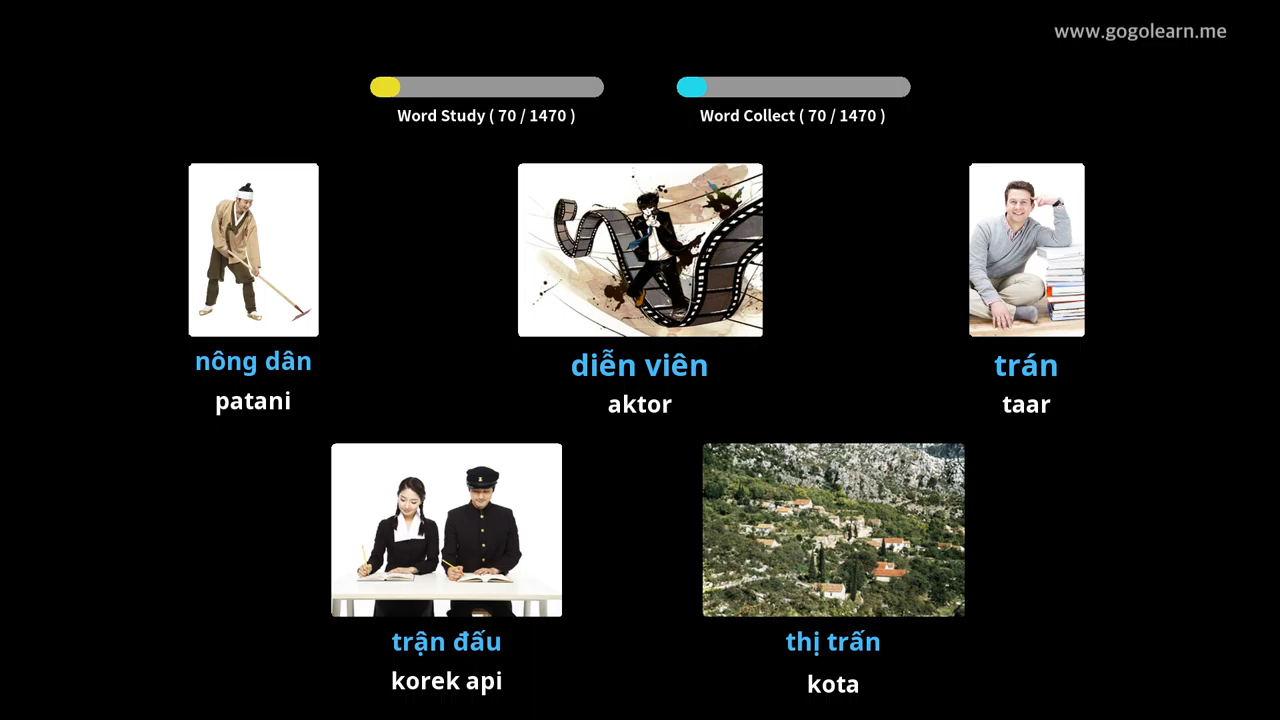 www.gogolearn.me
Word Study ( 70 / 1470 )
Word Collect ( 70 / 1470 )
nông dân
patani
diễn viên
aktor
trán
taar
trận đấu
korek api
thị trấn
kota